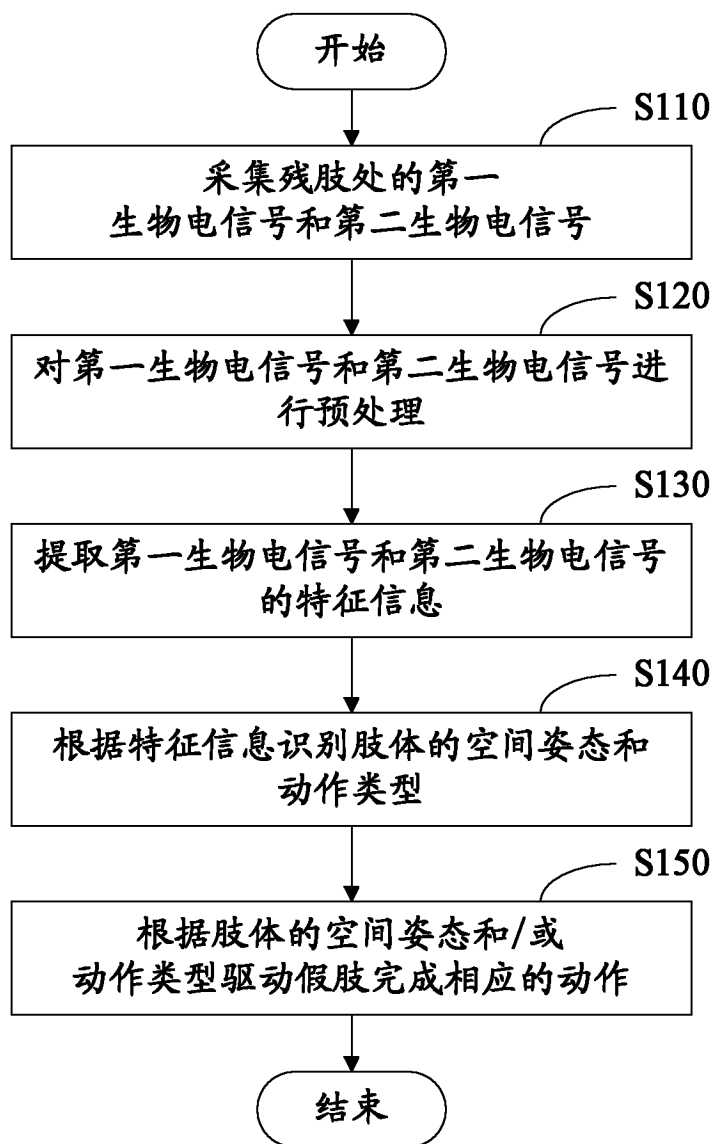 开始
S110
采集残肢处的第一
生物电信号和第二生物电信号
S120
对第一生物电信号和第二生物电信号进
行预处理
S130
提取第一生物电信号和第二生物电信号
的特征信息
S140
根据特征信息识别肢体的空间姿态和
动作类型
S150
根据肢体的空间姿态和/或
动作类型驱动假肢完成相应的动作
结束